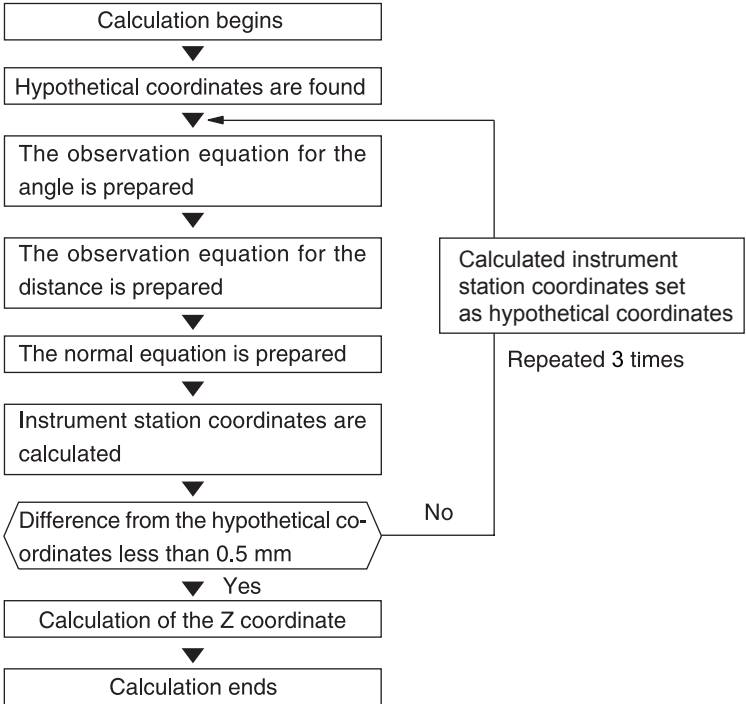 Calculation begins
Hypothetical coordinates are found
The observation equation for the
angle is prepared
The observation equation for the
distance is prepared
The normal equation is prepared
Instrument station coordinates are
calculated
Difference from the hypothetical co-
ordinates less than 0.5 mm
No
Calculated instrument
station coordinates set
as hypothetical coordinates
Repeated 3 times
Yes
Calculation of the Z coordinate
Calculation ends